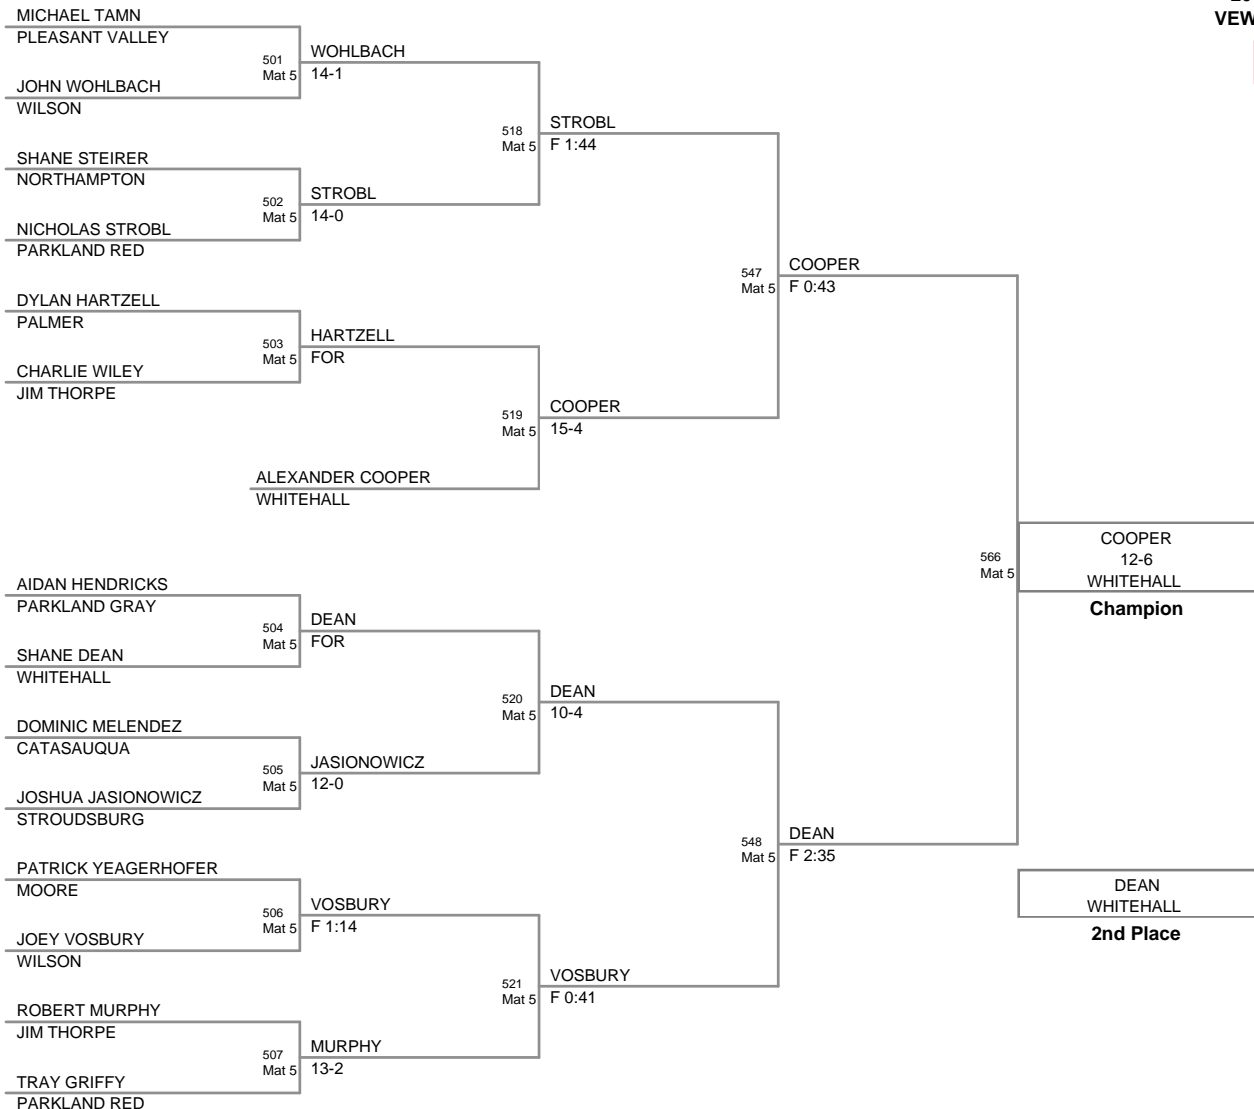 VEW
MICHAEL TAMN
PLEASANT VALLEY
501
Mat 5
WOHLBACH
14-1
JOHN WOHLBACH
WILSON
518
Mat 5
STROBL
F 1:44
SHANE STEIRER
NORTHAMPTON
502
Mat 5
STROBL
14-0
NICHOLAS STROBL
PARKLAND RED
547
Mat 5
COOPER
F 0:43
DYLAN HARTZELL
PALMER
503
Mat 5
HARTZELL
FOR
CHARLIE WILEY
JIM THORPE
519
Mat 5
COOPER
15-4
ALEXANDER COOPER
WHITEHALL
566
Mat 5
COOPER
12-6
WHITEHALL
Champion
AIDAN HENDRICKS
PARKLAND GRAY
504
Mat 5
DEAN
FOR
SHANE DEAN
WHITEHALL
520
Mat 5
DEAN
10-4
DOMINIC MELENDEZ
CATASAUQUA
505
Mat 5
JASIONOWICZ
12-0
JOSHUA JASIONOWICZ
STROUDSBURG
548
Mat 5
DEAN
F 2:35
PATRICK YEAGERHOFER
MOORE
506
Mat 5
VOSBURY
F 1:14
JOEY VOSBURY
WILSON
DEAN
WHITEHALL
2nd Place
521
Mat 5
VOSBURY
F 0:41
ROBERT MURPHY
JIM THORPE
507
Mat 5
MURPHY
13-2
TRAY GRIFFY
PARKLAND RED